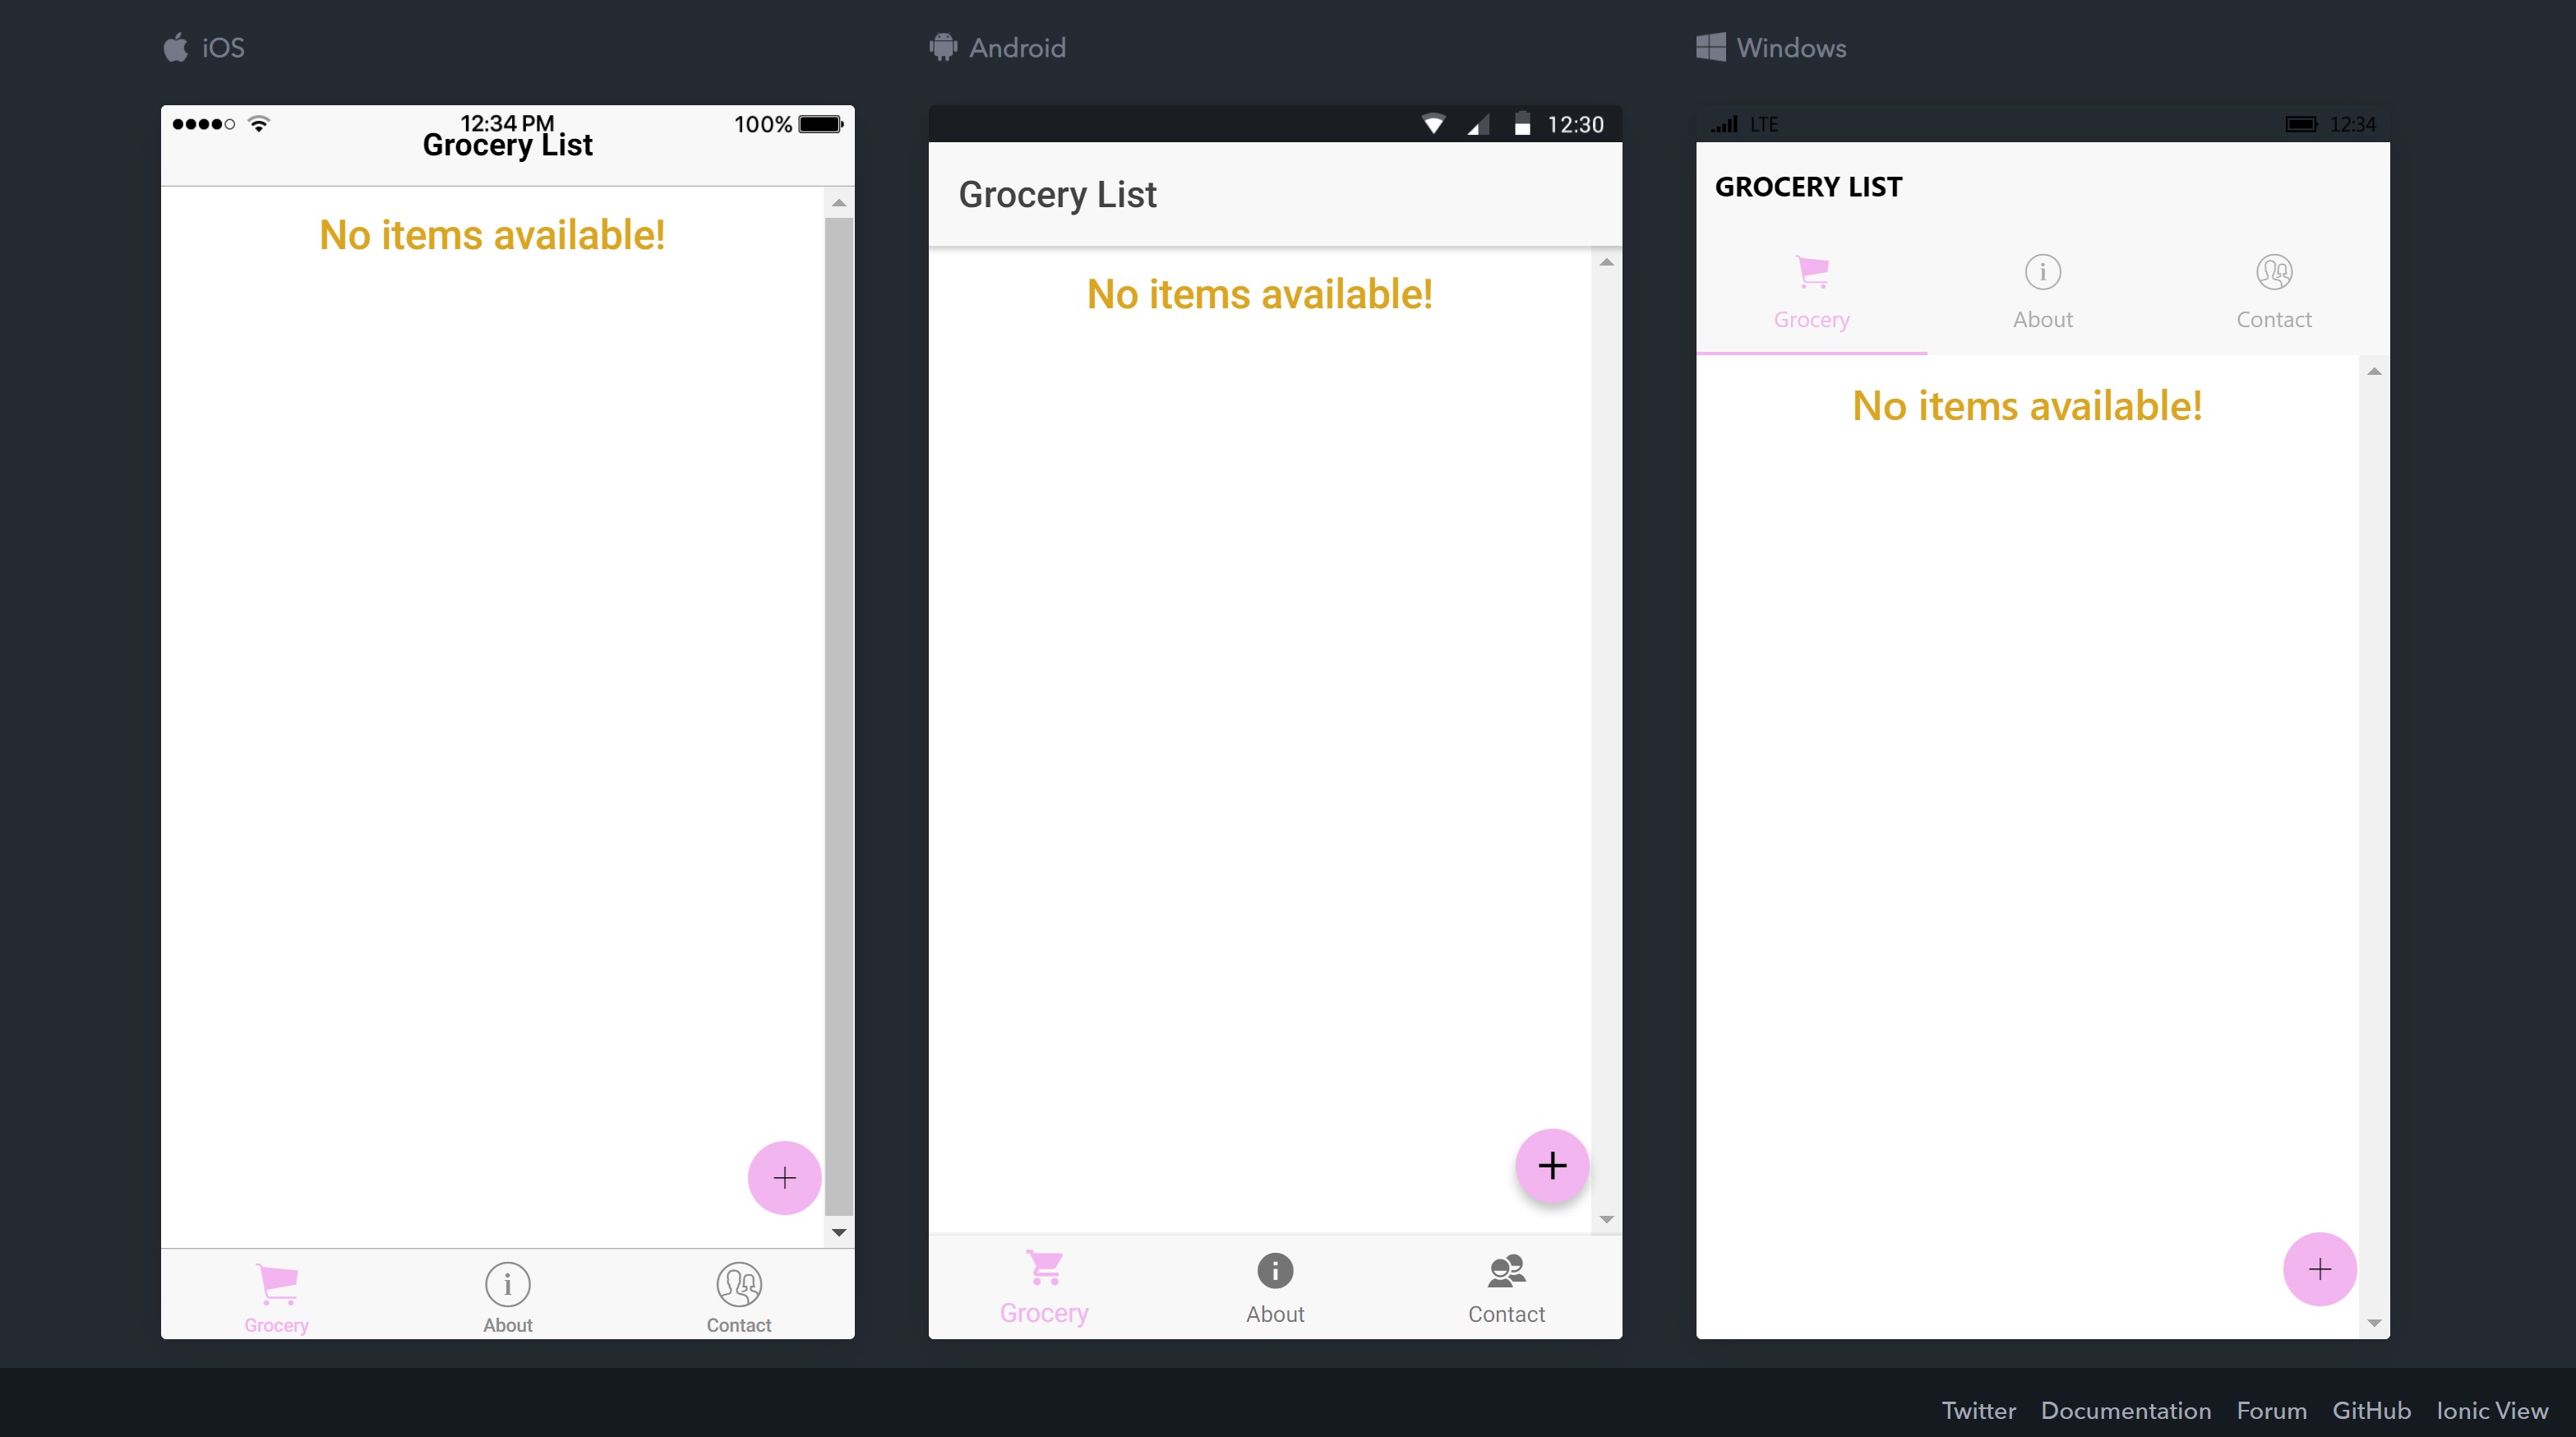 iOS
12:34 PM
100%
Grocery List
No items available!
Grocery
About
Contact
Android
12:30
Grocery List
No items available!
Grocery
About
Contact
Windows
LTE
12:34
GROCERY LIST
Grocery
About
Contact
No items available!
Twitter Documentation Forum GitHub Ionic View